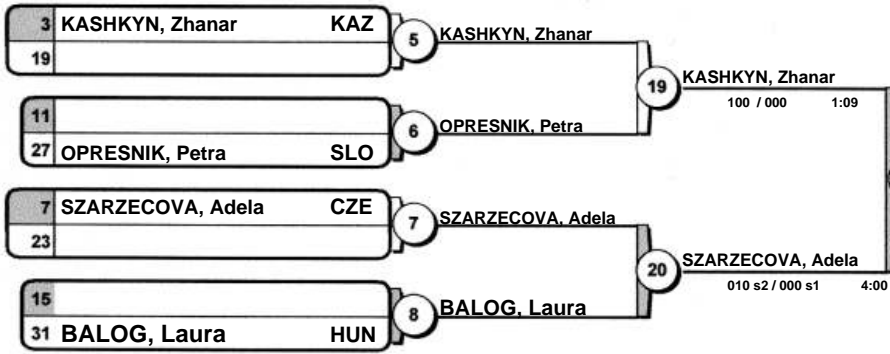 3 KASHKYN, Zhanar KAZ
19
5
KASHKYN, Zhanar
11
27 OPRESNIK, Petra SLO
6
OPRESNIK, Petra
19
KASHKYN, Zhanar
100 / 000 1:09
7 SZARZECOVA, Adela CZE
23
7
SZARZECOVA, Adela
15
31 BALOG, Laura HUN
8
BALOG, Laura
20
SZARZECOVA, Adela
010 s2 / 000 s1 4:00